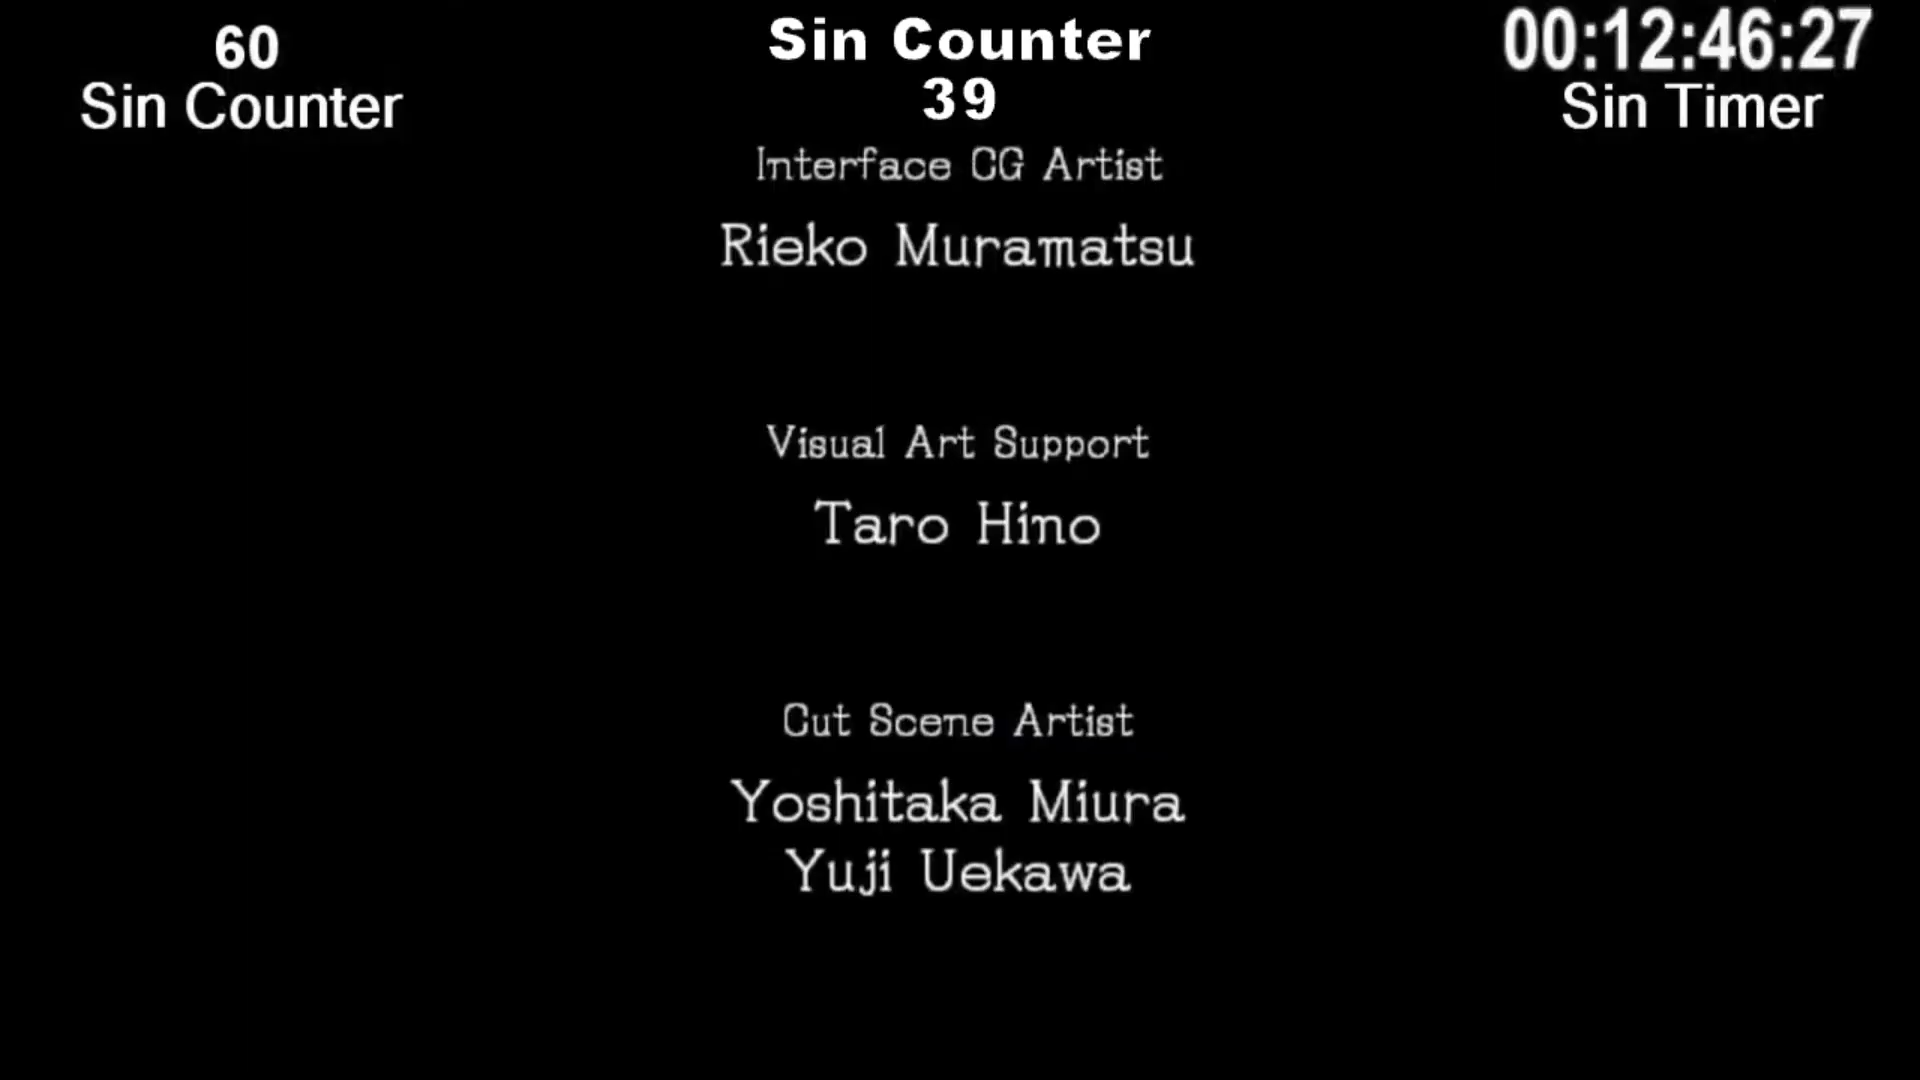 60
Sin Counter
Sin Counter
39
00:12:46:27
Sin Timer
Interface CG Artist
Rieko Muramatsu
Visual Art Support
Taro Hino
Cut Scene Artist
Yoshitaka Miura
Yuji Uekawa